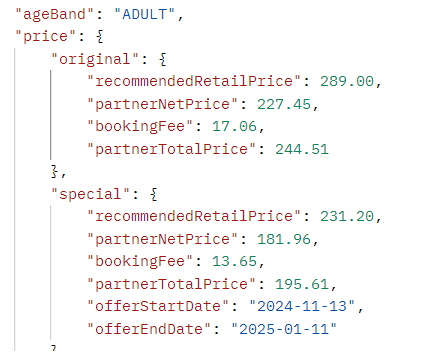 "ageBand": "ADULT",
"price": {
"original": {
"recommendedRetailPrice": 289.00,
"partnerNetPrice": 227.45,
"bookingFee": 17.06,
"partnerTotalPrice": 244.51
},
"special": {
"recommendedRetailPrice": 231.20,
"partnerNetPrice": 181.96,
"bookingFee": 13.65,
"partnerTotalPrice": 195.61,
"offerStartDate": "2024-11-13",
"offerEndDate": "2025-01-11"
}